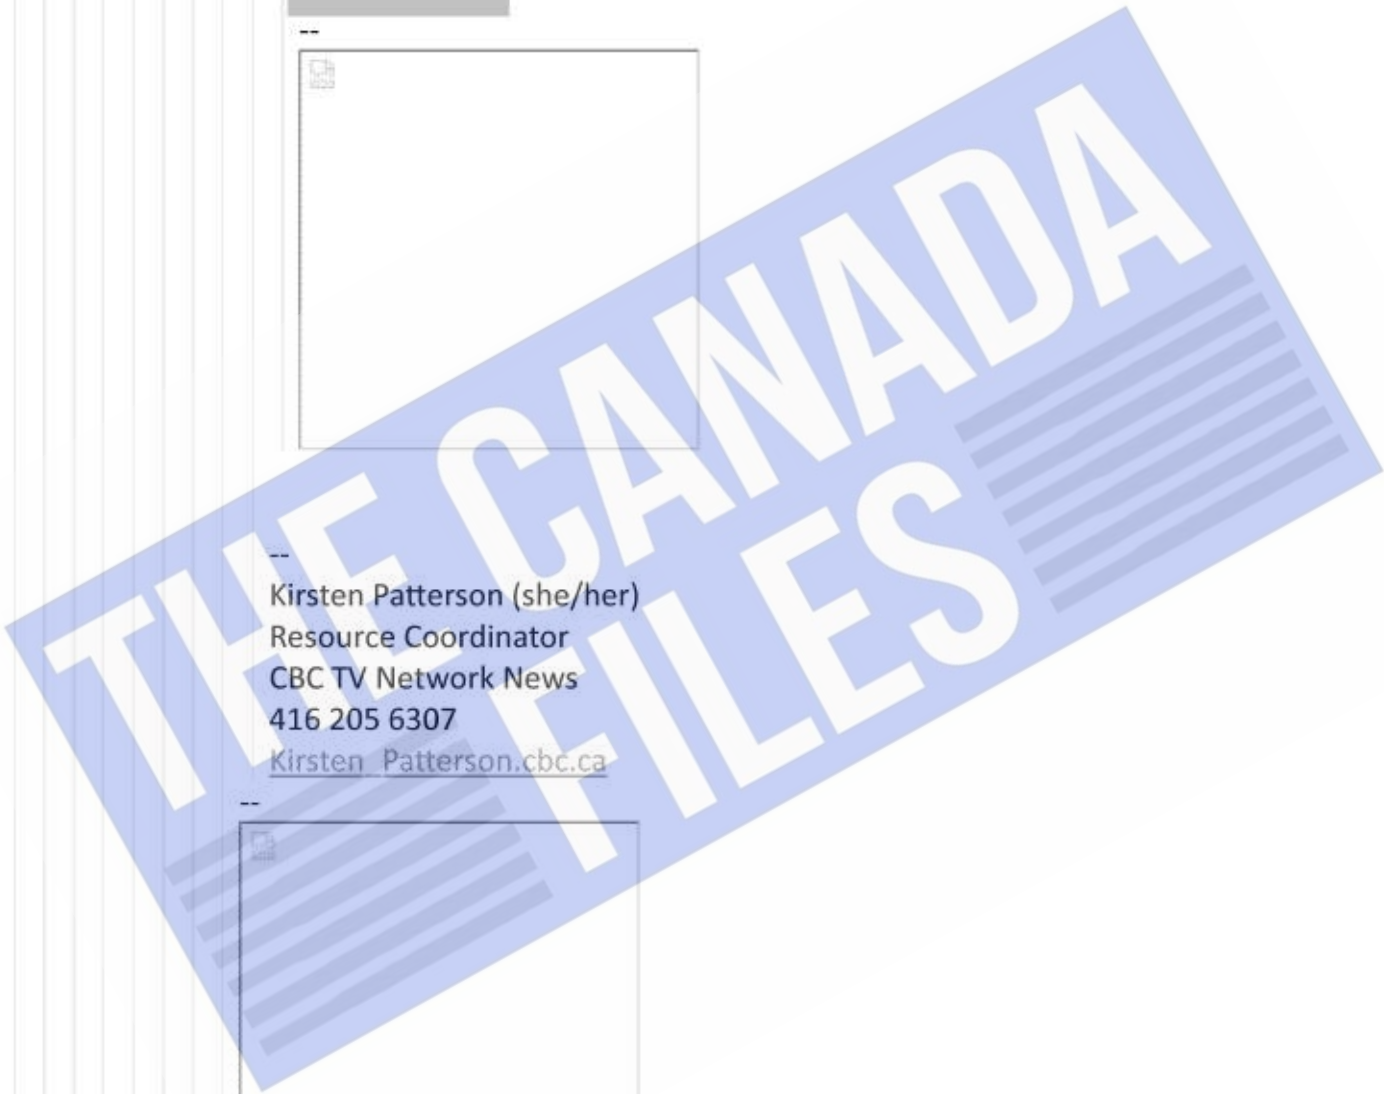 --
--
Kirsten Patterson (she/her)
Resource Coordinator
CBC TV Network News
416 205 6307
Kirsten_Patterson.cbc.ca
--
THE CANADA
FILES